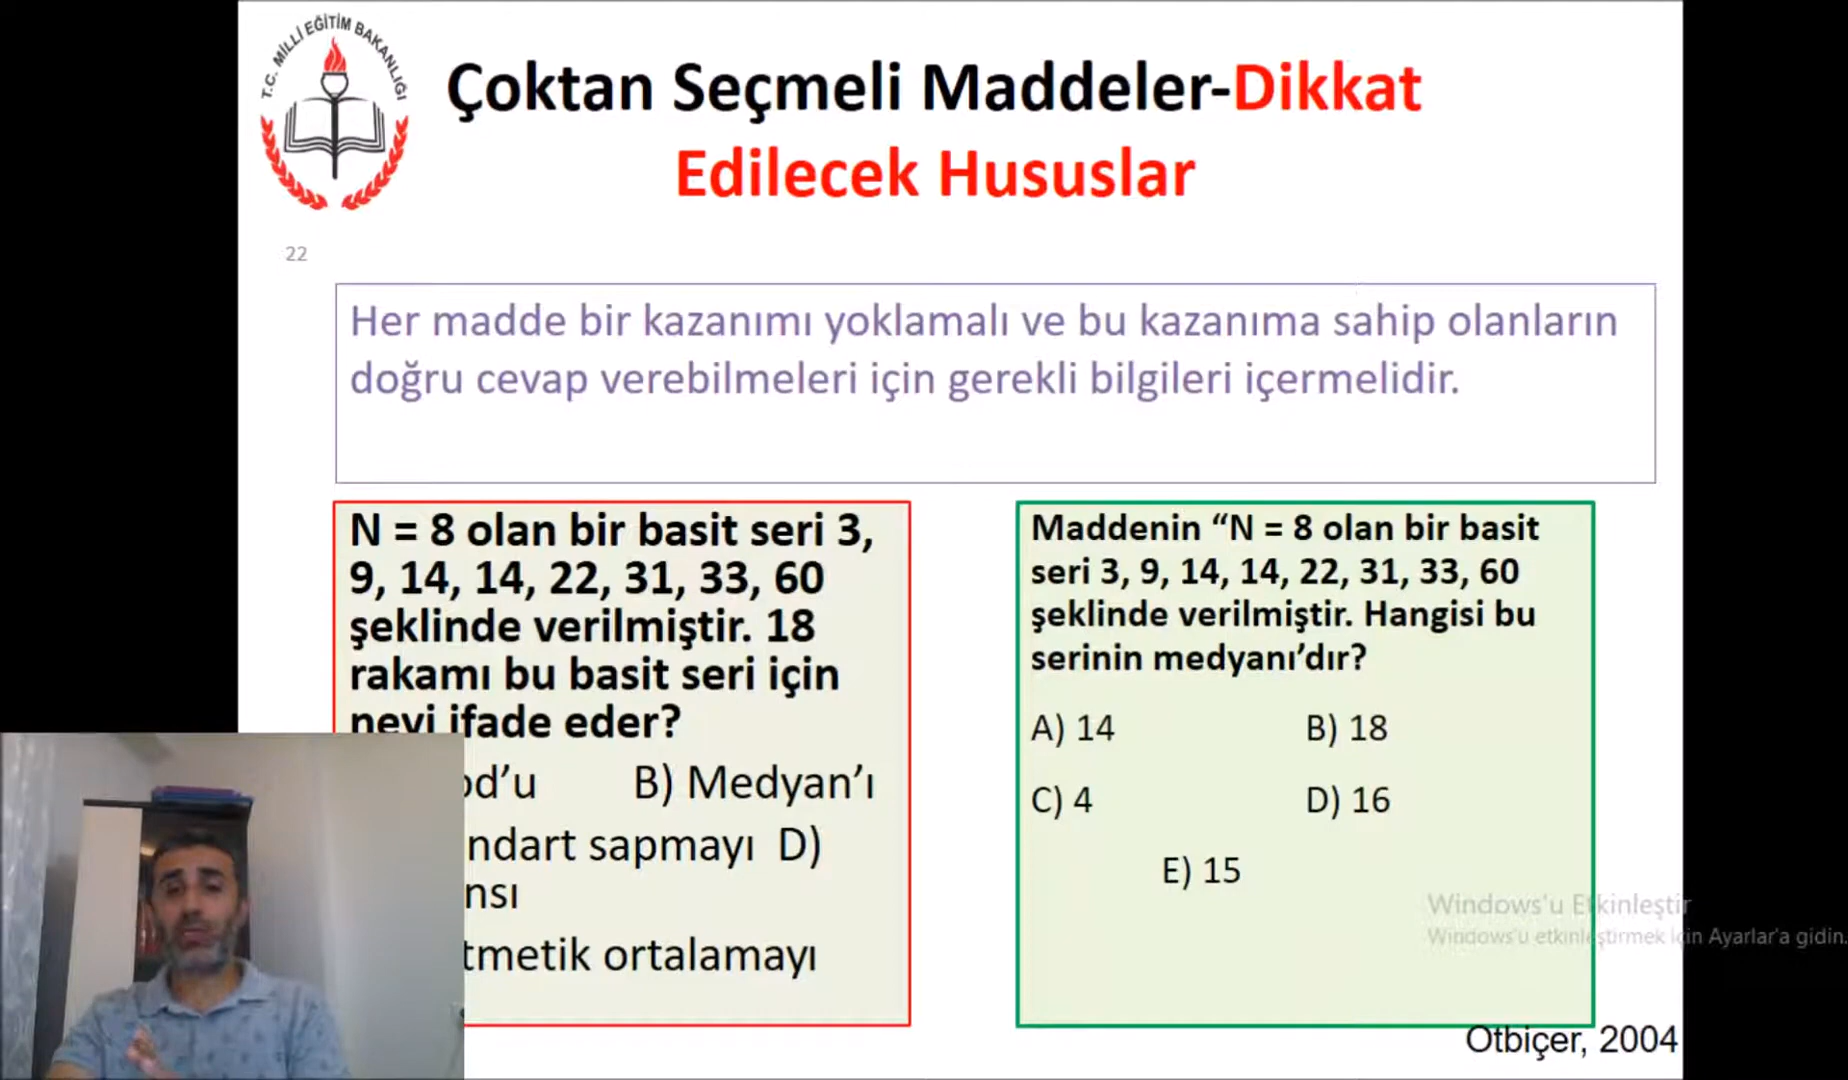 T.C. MİLLİ EĞİTİM BAKANLIĞI
Çoktan Seçmeli Maddeler-Dikkat
Edilecek Hususlar
22
Her madde bir kazanımı yoklamalı ve bu kazanıma sahip olanların
doğru cevap verebilmeleri için gerekli bilgileri içermelidir.
N = 8 olan bir basit seri 3,
9, 14, 14, 22, 31, 33, 60
şeklinde verilmiştir. 18
rakamı bu basit seri için
neyi ifade eder?
od’u B) Medyan’ı
ndart sapmayı D)
nsı
tmetik ortalamayı
Maddenin “N = 8 olan bir basit
seri 3, 9, 14, 14, 22, 31, 33, 60
şeklinde verilmiştir. Hangisi bu
serinin medyanı’dır?
A) 14 B) 18
C) 4 D) 16
E) 15
Windows'u Etkinleştir
Windows'u etkinleştirmek için Ayarlar'a gidin.
Otbiçer, 2004